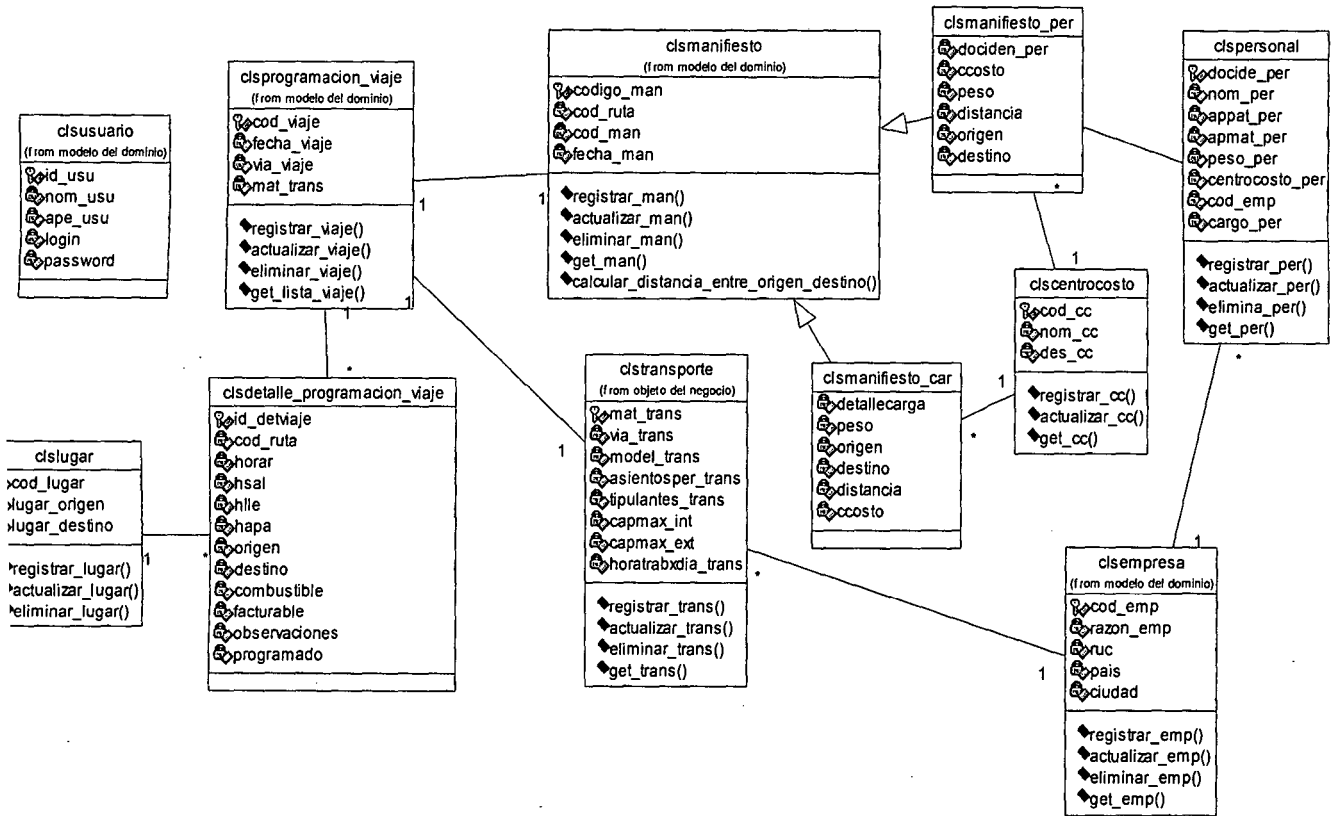 clsusuario
(from modelo del dominio)
id_usu
nom_usu
ape_usu
login
password
clsprogramacion_viaje
(from modelo del dominio)
cod_viaje
fecha_viaje
via_viaje
mat_trans
registrar_viaje()
actualizar_viaje()
eliminar_viaje()
get_lista_viaje()
1
1
1
1
*
clsmanifiesto
(from modelo del dominio)
codigo_man
cod_ruta
cod_man
fecha_man
registrar_man()
actualizar_man()
eliminar_man()
get_man()
calcular_distancia_entre_origen_destino()
clsmanifiesto_per
dociden_per
ccosto
peso
distancia
origen
destino
*
1
clspersonal
docide_per
nom_per
appat_per
apmat_per
peso_per
centrocosto_per
cod_emp
cargo_per
registrar_per()
actualizar_per()
elimina_per()
get_per()
*
1
clscentrocosto
cod_cc
nom_cc
des_cc
registrar_cc()
actualizar_cc()
get_cc()
1
*
clsmanifiesto_car
detallecarga
peso
origen
destino
distancia
ccosto
clstransporte
(from objeto del negocio)
mat_trans
via_trans
model_trans
asientosper_trans
tipulantes_trans
capmax_int
capmax_ext
horatrabxdia_trans
registrar_trans()
actualizar_trans()
eliminar_trans()
get_trans()
1
*
1
clsdetalle_programacion_viaje
id_detviaje
cod_ruta
horar
hsal
hlle
hapa
origen
destino
combustible
facturable
observaciones
programado
clslugar
cod_lugar
lugar_origen
lugar_destino
registrar_lugar()
actualizar_lugar()
eliminar_lugar()
1
*
clsempresa
(from modelo del dominio)
cod_emp
razon_emp
ruc
pais
ciudad
registrar_emp()
actualizar_emp()
eliminar_emp()
get_emp()